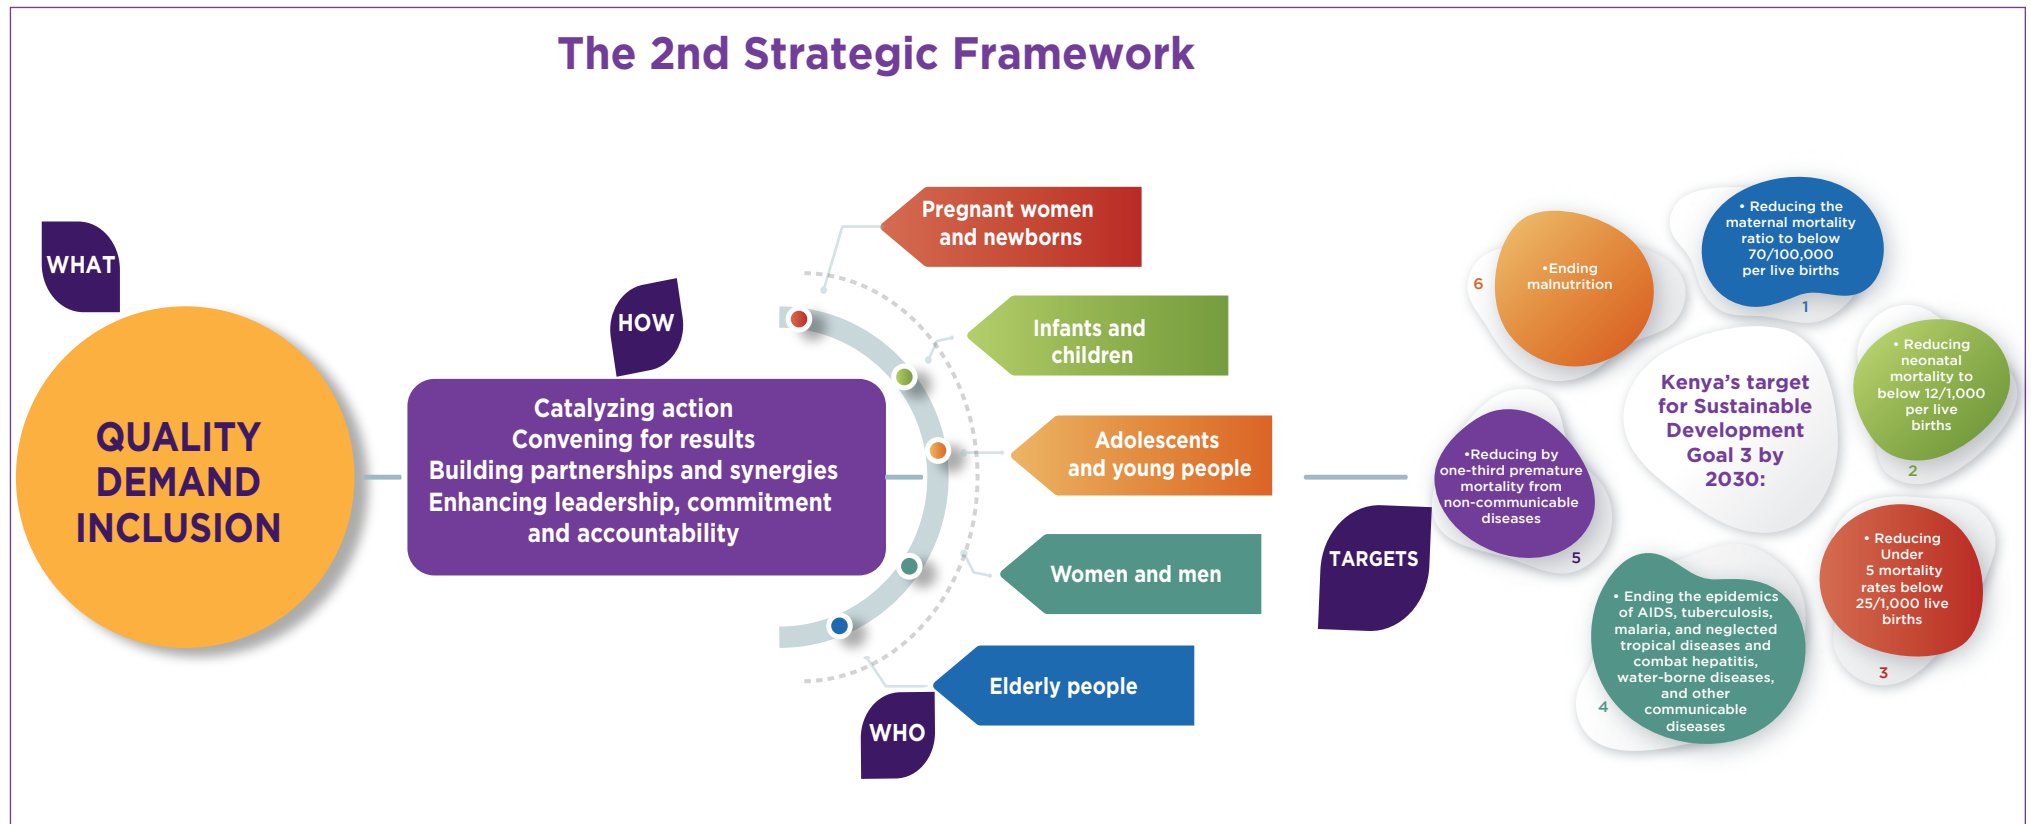 The 2nd Strategic Framework
WHAT
QUALITY
DEMAND
INCLUSION
HOW
Catalyzing action
Convening for results
Building partnerships and synergies
Enhancing leadership, commitment
and accountability
Pregnant women
and newborns
Infants and
children
Adolescents
and young people
Women and men
Elderly people
WHO
TARGETS
Kenya’s target
for Sustainable
Development
Goal 3 by
2030:
• Reducing the
maternal mortality
ratio to below
70/100,000
per live births
1
• Reducing
neonatal
mortality to
below 12/1,000
per live
births
2
• Reducing
Under
5 mortality
rates below
25/1,000 live
births
3
• Ending the epidemics
of AIDS, tuberculosis,
malaria, and neglected
tropical diseases and
combat hepatitis,
water-borne diseases,
and other
communicable
diseases
4
•Reducing by
one-third premature
mortality from
non-communicable
diseases
5
•Ending
malnutrition
6